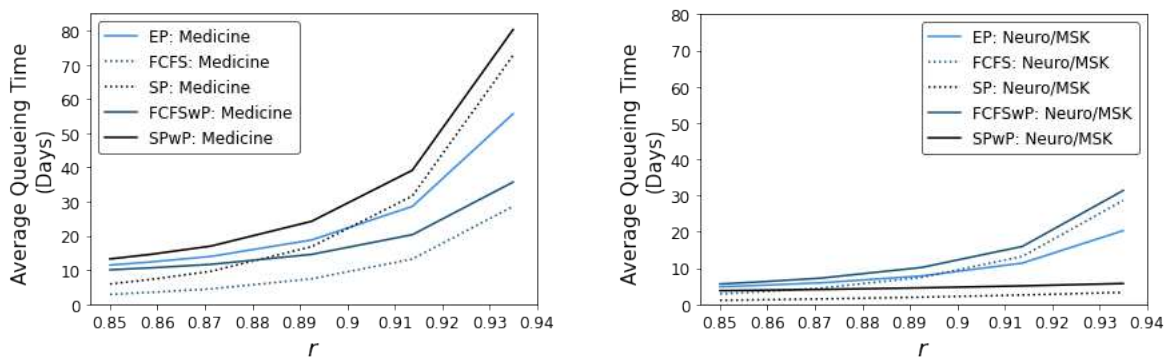 80
70
60
50
40
30
20
10
0
Average Queueing Time
(Days)
EP: Medicine
FCFS: Medicine
SP: Medicine
FCFSwP: Medicine
SPwP: Medicine
0.85 0.86 0.87 0.88 0.89 0.9 0.91 0.92 0.93 0.94
r
80
70
60
50
40
30
20
10
0
Average Queueing Time
(Days)
EP: Neuro/MSK
FCFS: Neuro/MSK
SP: Neuro/MSK
FCFSwP: Neuro/MSK
SPwP: Neuro/MSK
0.85 0.86 0.87 0.88 0.89 0.9 0.91 0.92 0.93 0.94
r